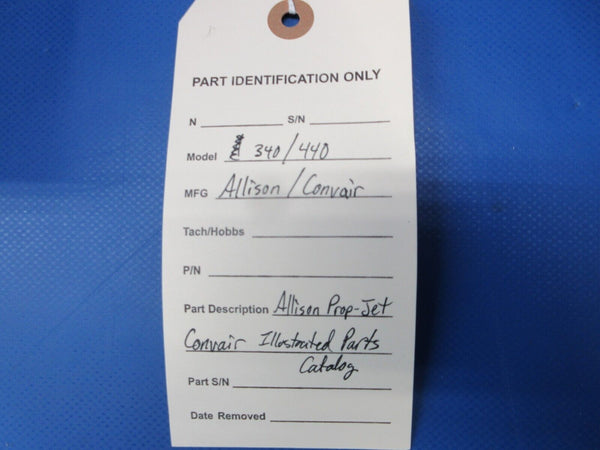 PART IDENTIFICATION ONLY
N S/N
Model 340/440
MFG Allison/Convair
Tach/Hobbs
P/N
Part Description Allison Prop-Jet
Convair Illustrated Parts
Catalog
Part S/N
Date Removed